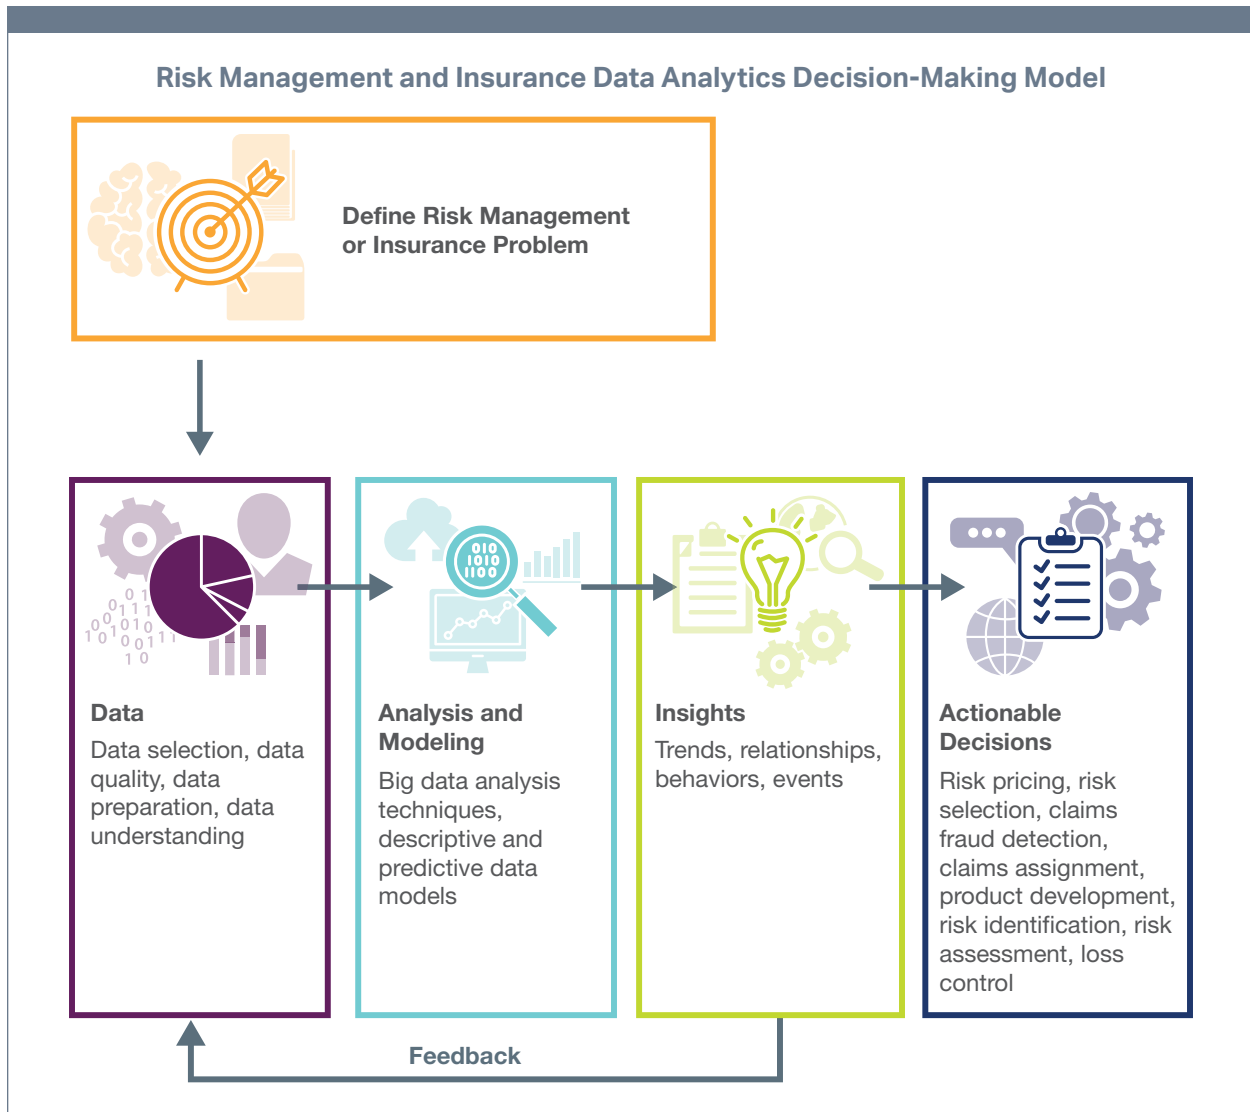 Risk Management and Insurance Data Analytics Decision-Making Model
Define Risk Management
or Insurance Problem
Data
Data selection, data
quality, data
preparation, data
understanding
010
1010
1100
Analysis and
Modeling
Big data analysis
techniques,
descriptive and
predictive data
models
Insights
Trends, relationships,
behaviors, events
Actionable
Decisions
Risk pricing, risk
selection, claims
fraud detection,
claims assignment,
product development,
risk identification, risk
assessment, loss
control
Feedback